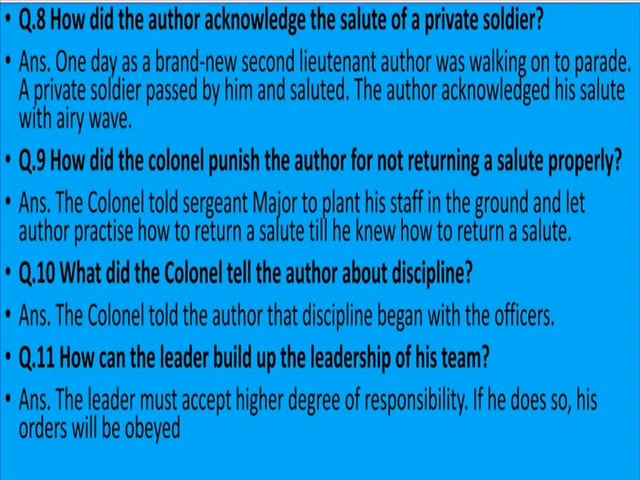 • Q.8 How did the author acknowledge the salute of a private soldier?
• Ans. One day as a brand-new second lieutenant author was walking on to parade.
A private soldier passed by him and saluted. The author acknowledged his salute
with airy wave.
• Q.9 How did the colonel punish the author for not returning a salute properly?
• Ans. The Colonel told sergeant Major to plant his staff in the ground and let
author practise how to return a salute till he knew how to return a salute.
• Q.10 What did the Colonel tell the author about discipline?
• Ans. The Colonel told the author that discipline began with the officers.
• Q.11 How can the leader build up the leadership of his team?
• Ans. The leader must accept higher degree of responsibility. If he does so, his
orders will be obeyed